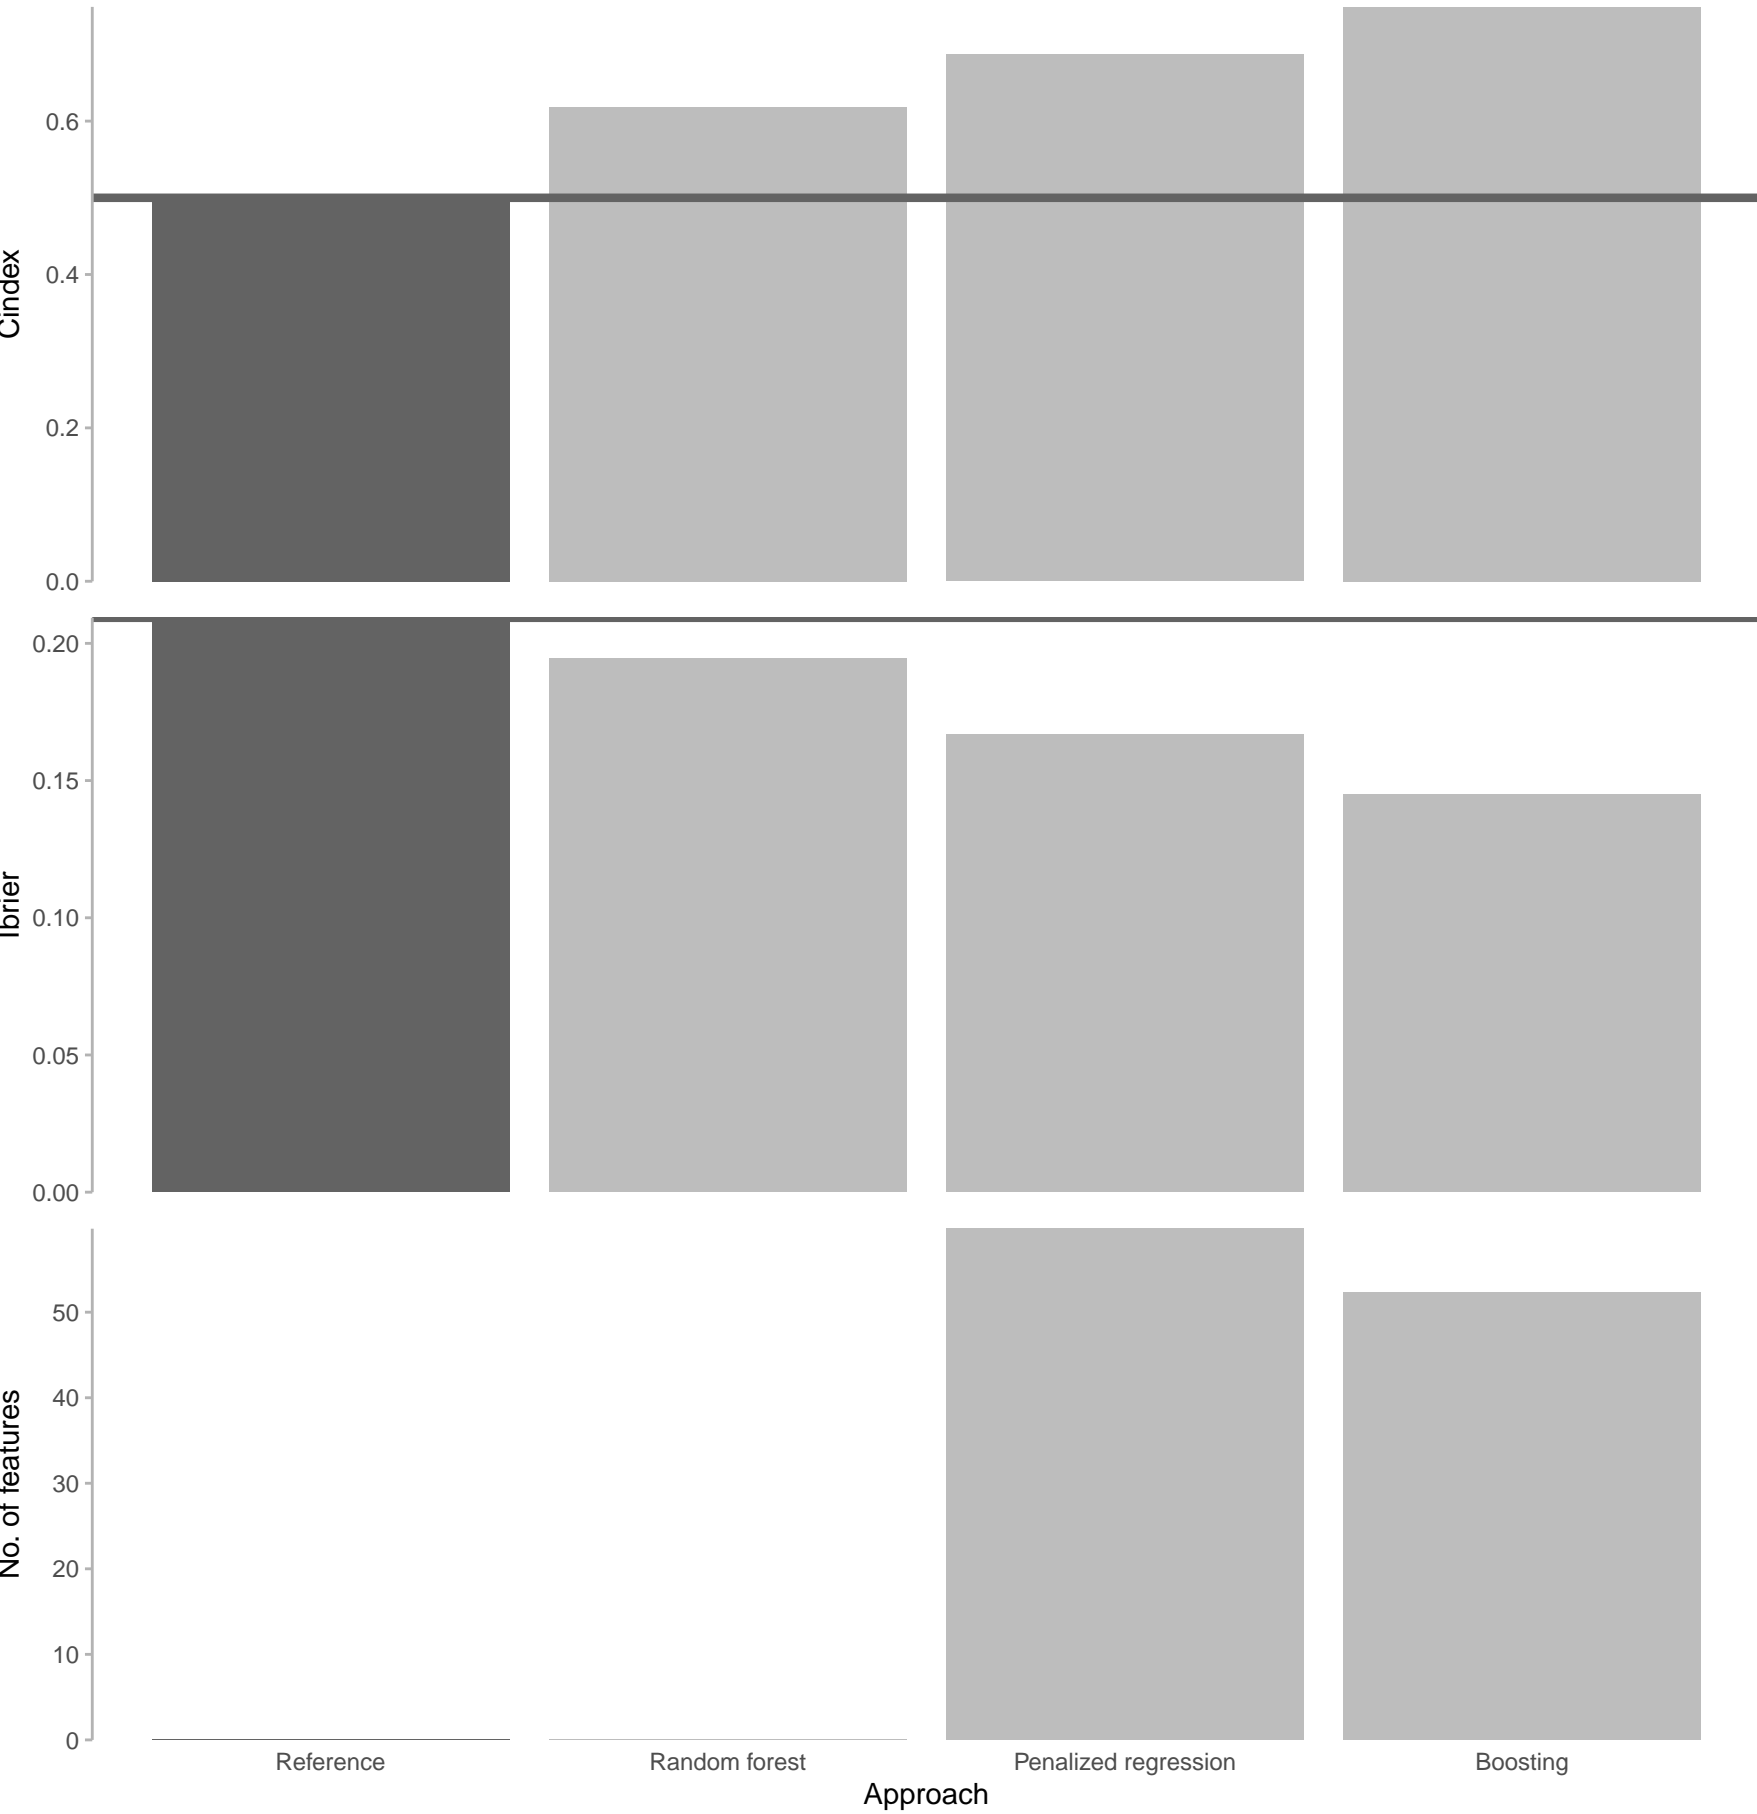 Cindex
0.6
0.4
0.2
0.0
Ibrier
0.20
0.15
0.10
0.05
0.00
No. of features
50
40
30
20
10
0
Reference
Random forest
Penalized regression
Boosting
Approach